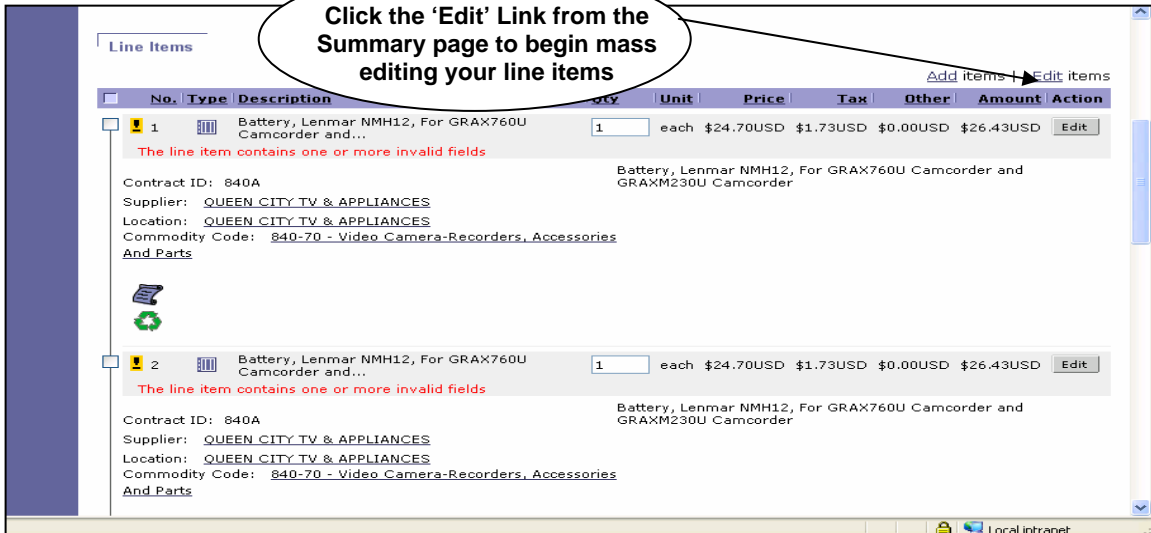 Click the ‘Edit’ Link from the
Summary page to begin mass
editing your line items
Line Items
Add items | Edit items
No. Type Description Qty Unit Price Tax Other Amount Action
1 Battery, Lenmar NMH12, For GRAX760U 1 each $24.70USD $1.73USD $0.00USD $26.43USD Edit
Camcorder and...
The line item contains one or more invalid fields
Battery, Lenmar NMH12, For GRAX760U Camcorder and
GRAXM230U Camcorder
Contract ID: 840A
Supplier: QUEEN CITY TV & APPLIANCES
Location: QUEEN CITY TV & APPLIANCES
Commodity Code: 840-70 - Video Camera-Recorders, Accessories
And Parts
2 Battery, Lenmar NMH12, For GRAX760U 1 each $24.70USD $1.73USD $0.00USD $26.43USD Edit
Camcorder and...
The line item contains one or more invalid fields
Battery, Lenmar NMH12, For GRAX760U Camcorder and
GRAXM230U Camcorder
Contract ID: 840A
Supplier: QUEEN CITY TV & APPLIANCES
Location: QUEEN CITY TV & APPLIANCES
Commodity Code: 840-70 - Video Camera-Recorders, Accessories
And Parts
Local intranet